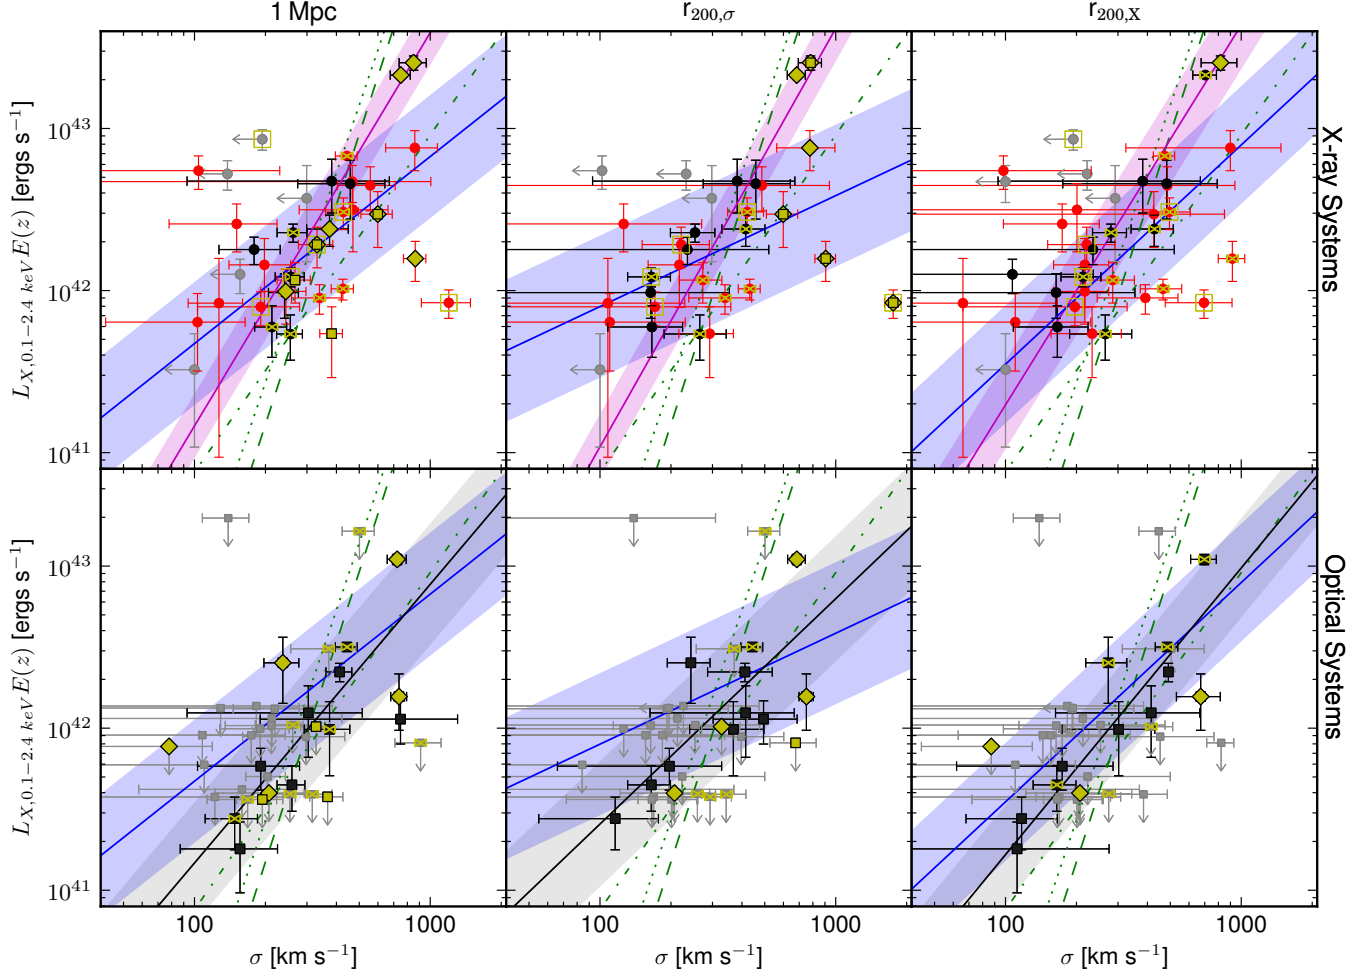 1 Mpc
r200,σ
r200,X
10^43
10^42
10^41
L_X,0.1−2.4 keV E(z) [ergs s^−1]
X-ray Systems
10^43
10^42
10^41
L_X,0.1−2.4 keV E(z) [ergs s^−1]
Optical Systems
100
1000
100
1000
100
1000
σ [km s^−1]
σ [km s^−1]
σ [km s^−1]